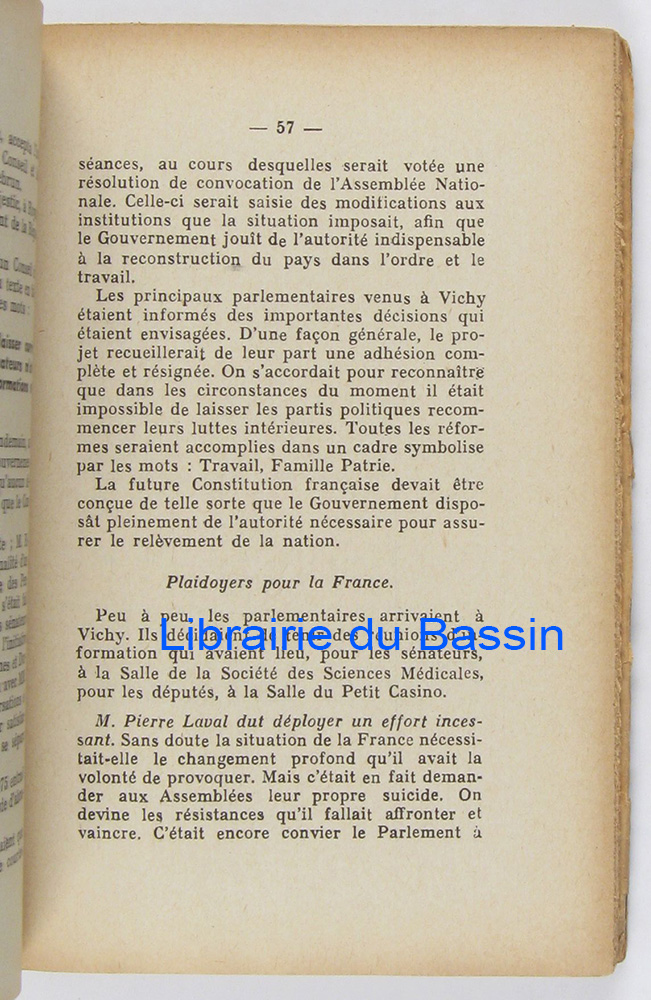 — 57 —
séances, au cours desquelles serait votée une
résolution de convocation de l'Assemblée Natio-
nale. Celle-ci serait saisie des modifications aux
institutions que la situation imposait, afin que
le Gouvernement jouît de l'autorité indispensable
à la reconstruction du pays dans l'ordre et le
travail.
Les principaux parlementaires venus à Vichy
étaient informés des importantes décisions qui
étaient envisagées. D'une façon générale, le pro-
jet recueillerait de leur part une adhésion com-
plète et résignée. On s'accordait pour reconnaître
que dans les circonstances du moment il était
impossible de laisser les partis politiques recom-
mencer leurs luttes intérieures. Toutes les réfor-
mes seraient accomplies dans un cadre symbolise
par les mots : Travail, Famille Patrie.
La future Constitution française devait être
conçue de telle sorte que le Gouvernement dispo-
sât pleinement de l'autorité nécessaire pour assu-
rer le relèvement de la nation.
Plaidoyers pour la France.
Peu à peu, les parlementaires arrivaient à
Vichy. Ils décidaient de tenir des réunions d'in-
Librairie du Bassin
formation qui avaient lieu, pour les sénateurs,
à la Salle de la Société des Sciences Médicales,
pour les députés, à la Salle du Petit Casino.
M. Pierre Laval dut déployer un effort inces-
sant. Sans doute la situation de la France nécessi-
tait-elle le changement profond qu'il avait la
volonté de provoquer. Mais c'était en fait deman-
der aux Assemblées leur propre suicide. On
devine les résistances qu'il fallait affronter et
vaincre. C'était encore convier le Parlement à